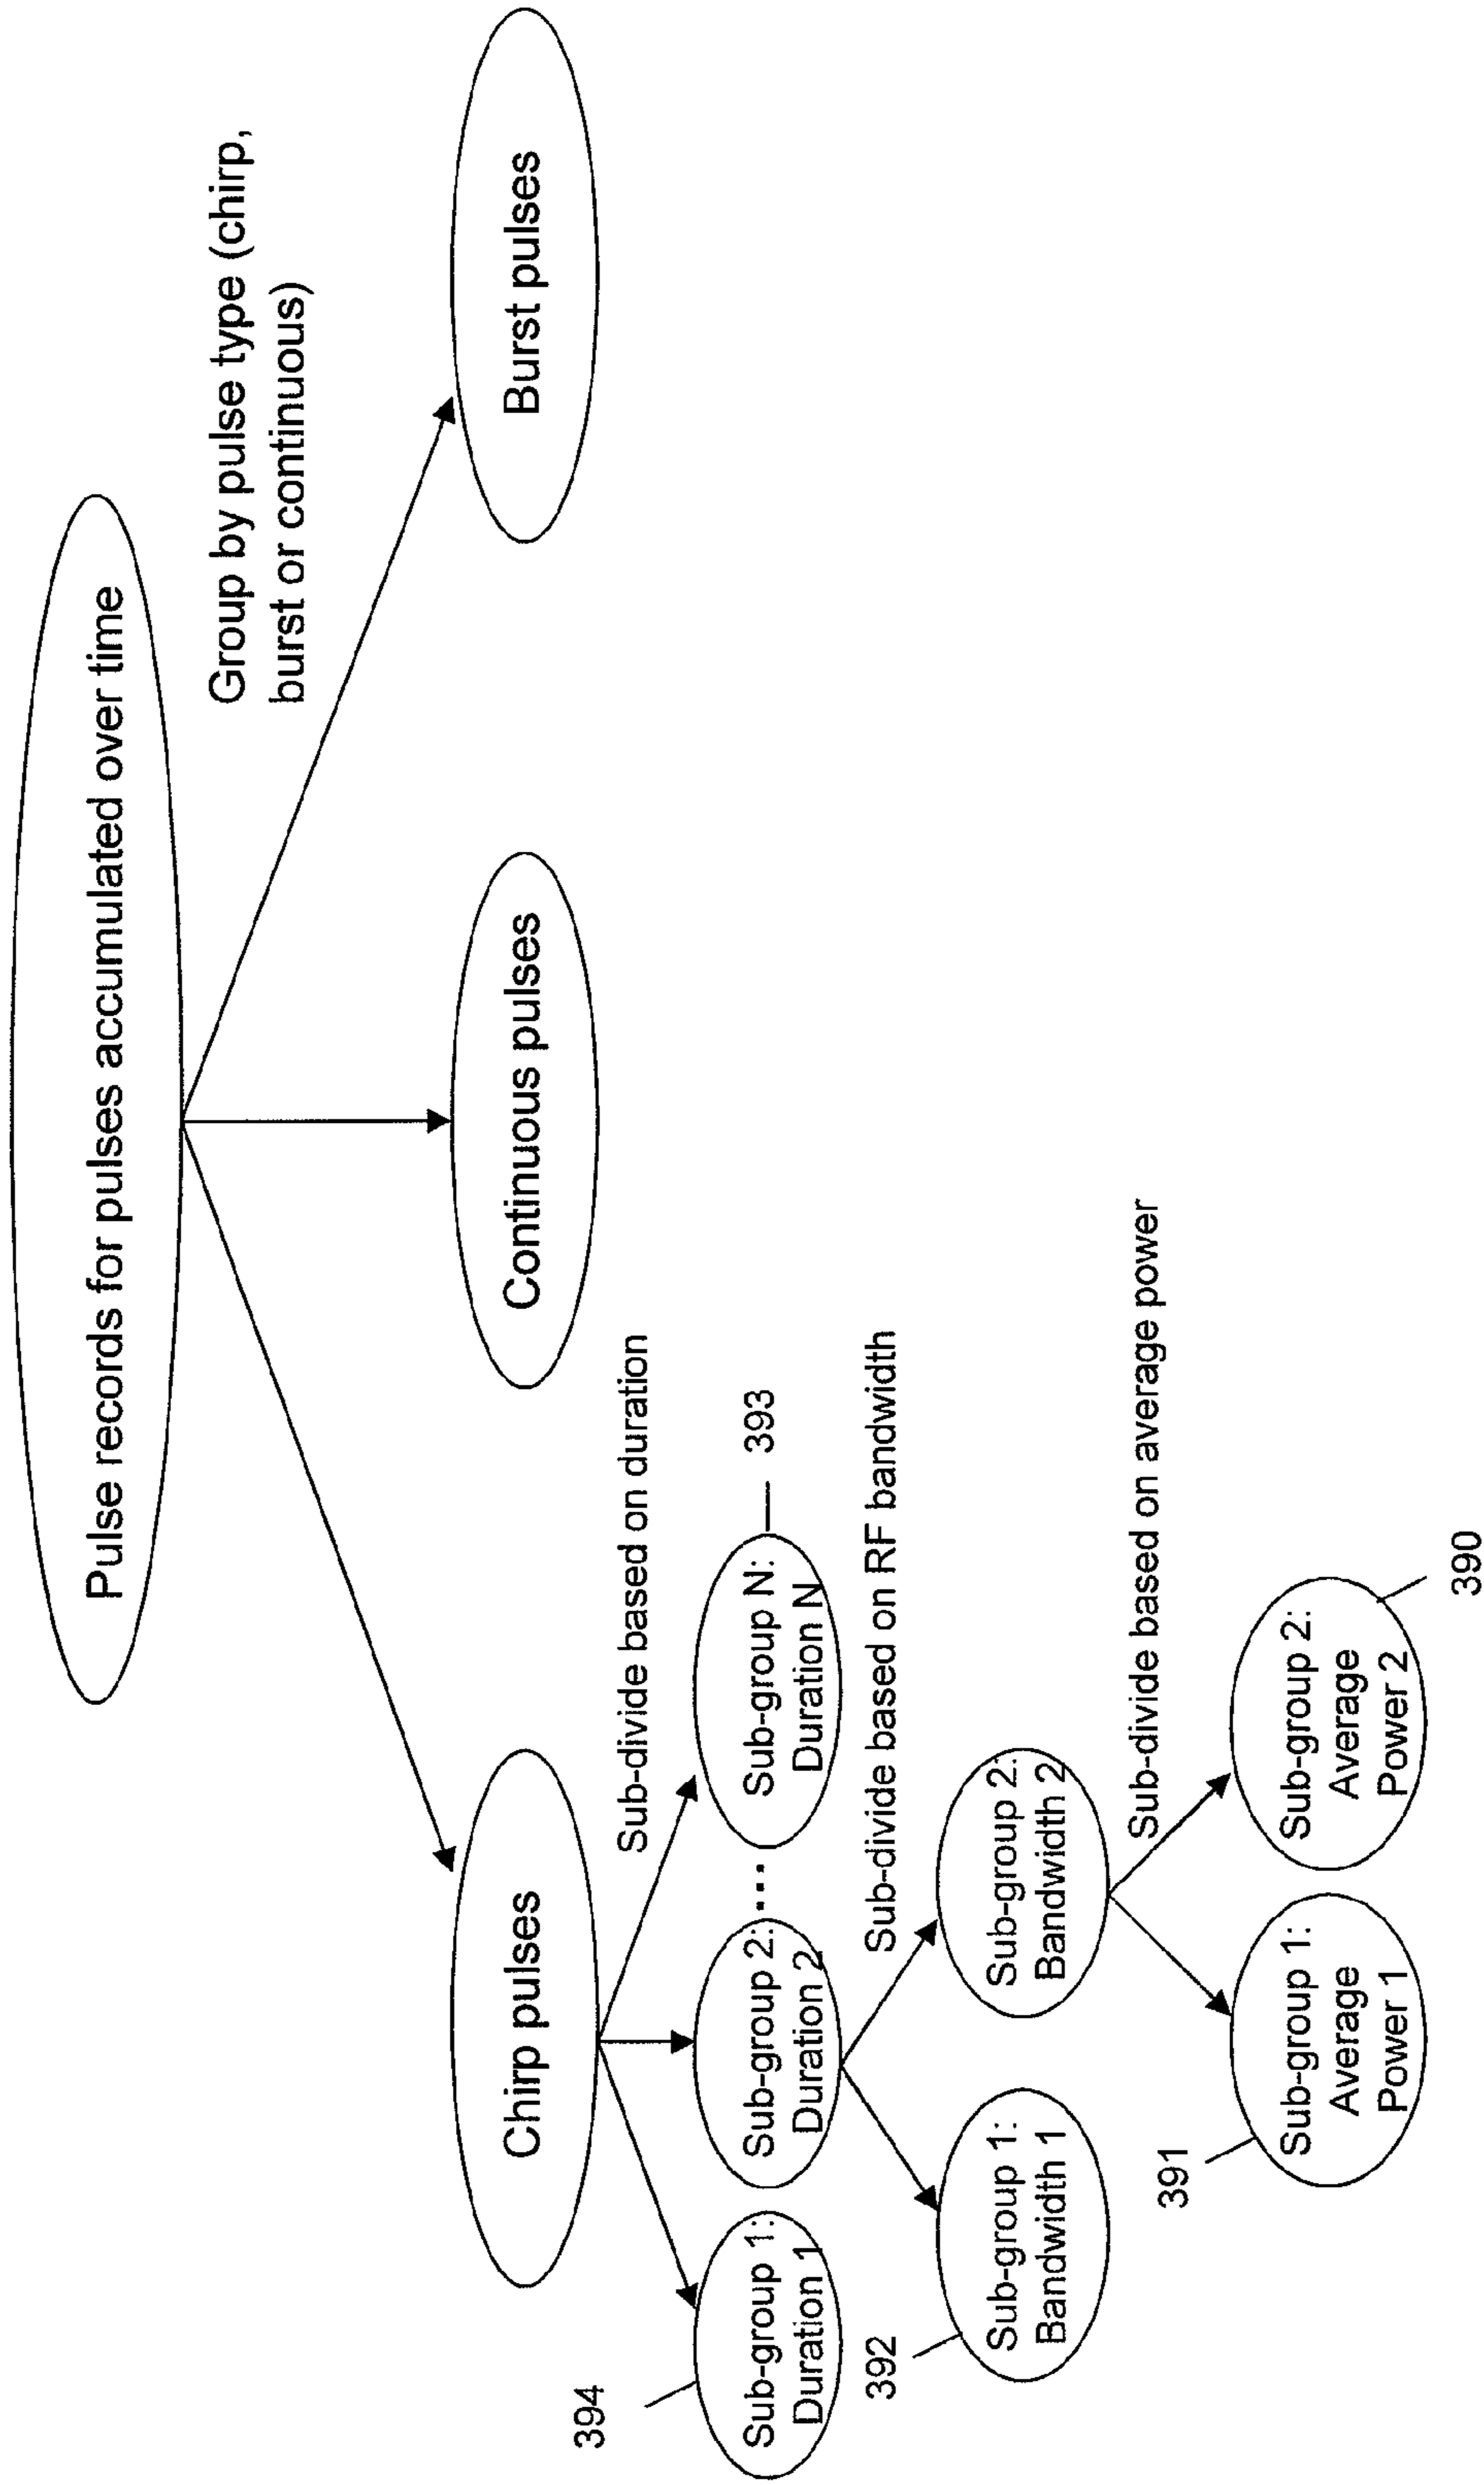 Pulse records for pulses accumulated over time
Group by pulse type (chirp,
burst or continuous)
Chirp pulses
Continuous pulses
Burst pulses
Sub-divide based on duration
394
Sub-group 1:
Duration 1
Sub-group 2:
Duration 2
...
Sub-group N:
Duration N
393
Sub-divide based on RF bandwidth
392
Sub-group 1:
Bandwidth 1
Sub-group 2:
Bandwidth 2
Sub-divide based on average power
391
Sub-group 1:
Average
Power 1
Sub-group 2:
Average
Power 2
390